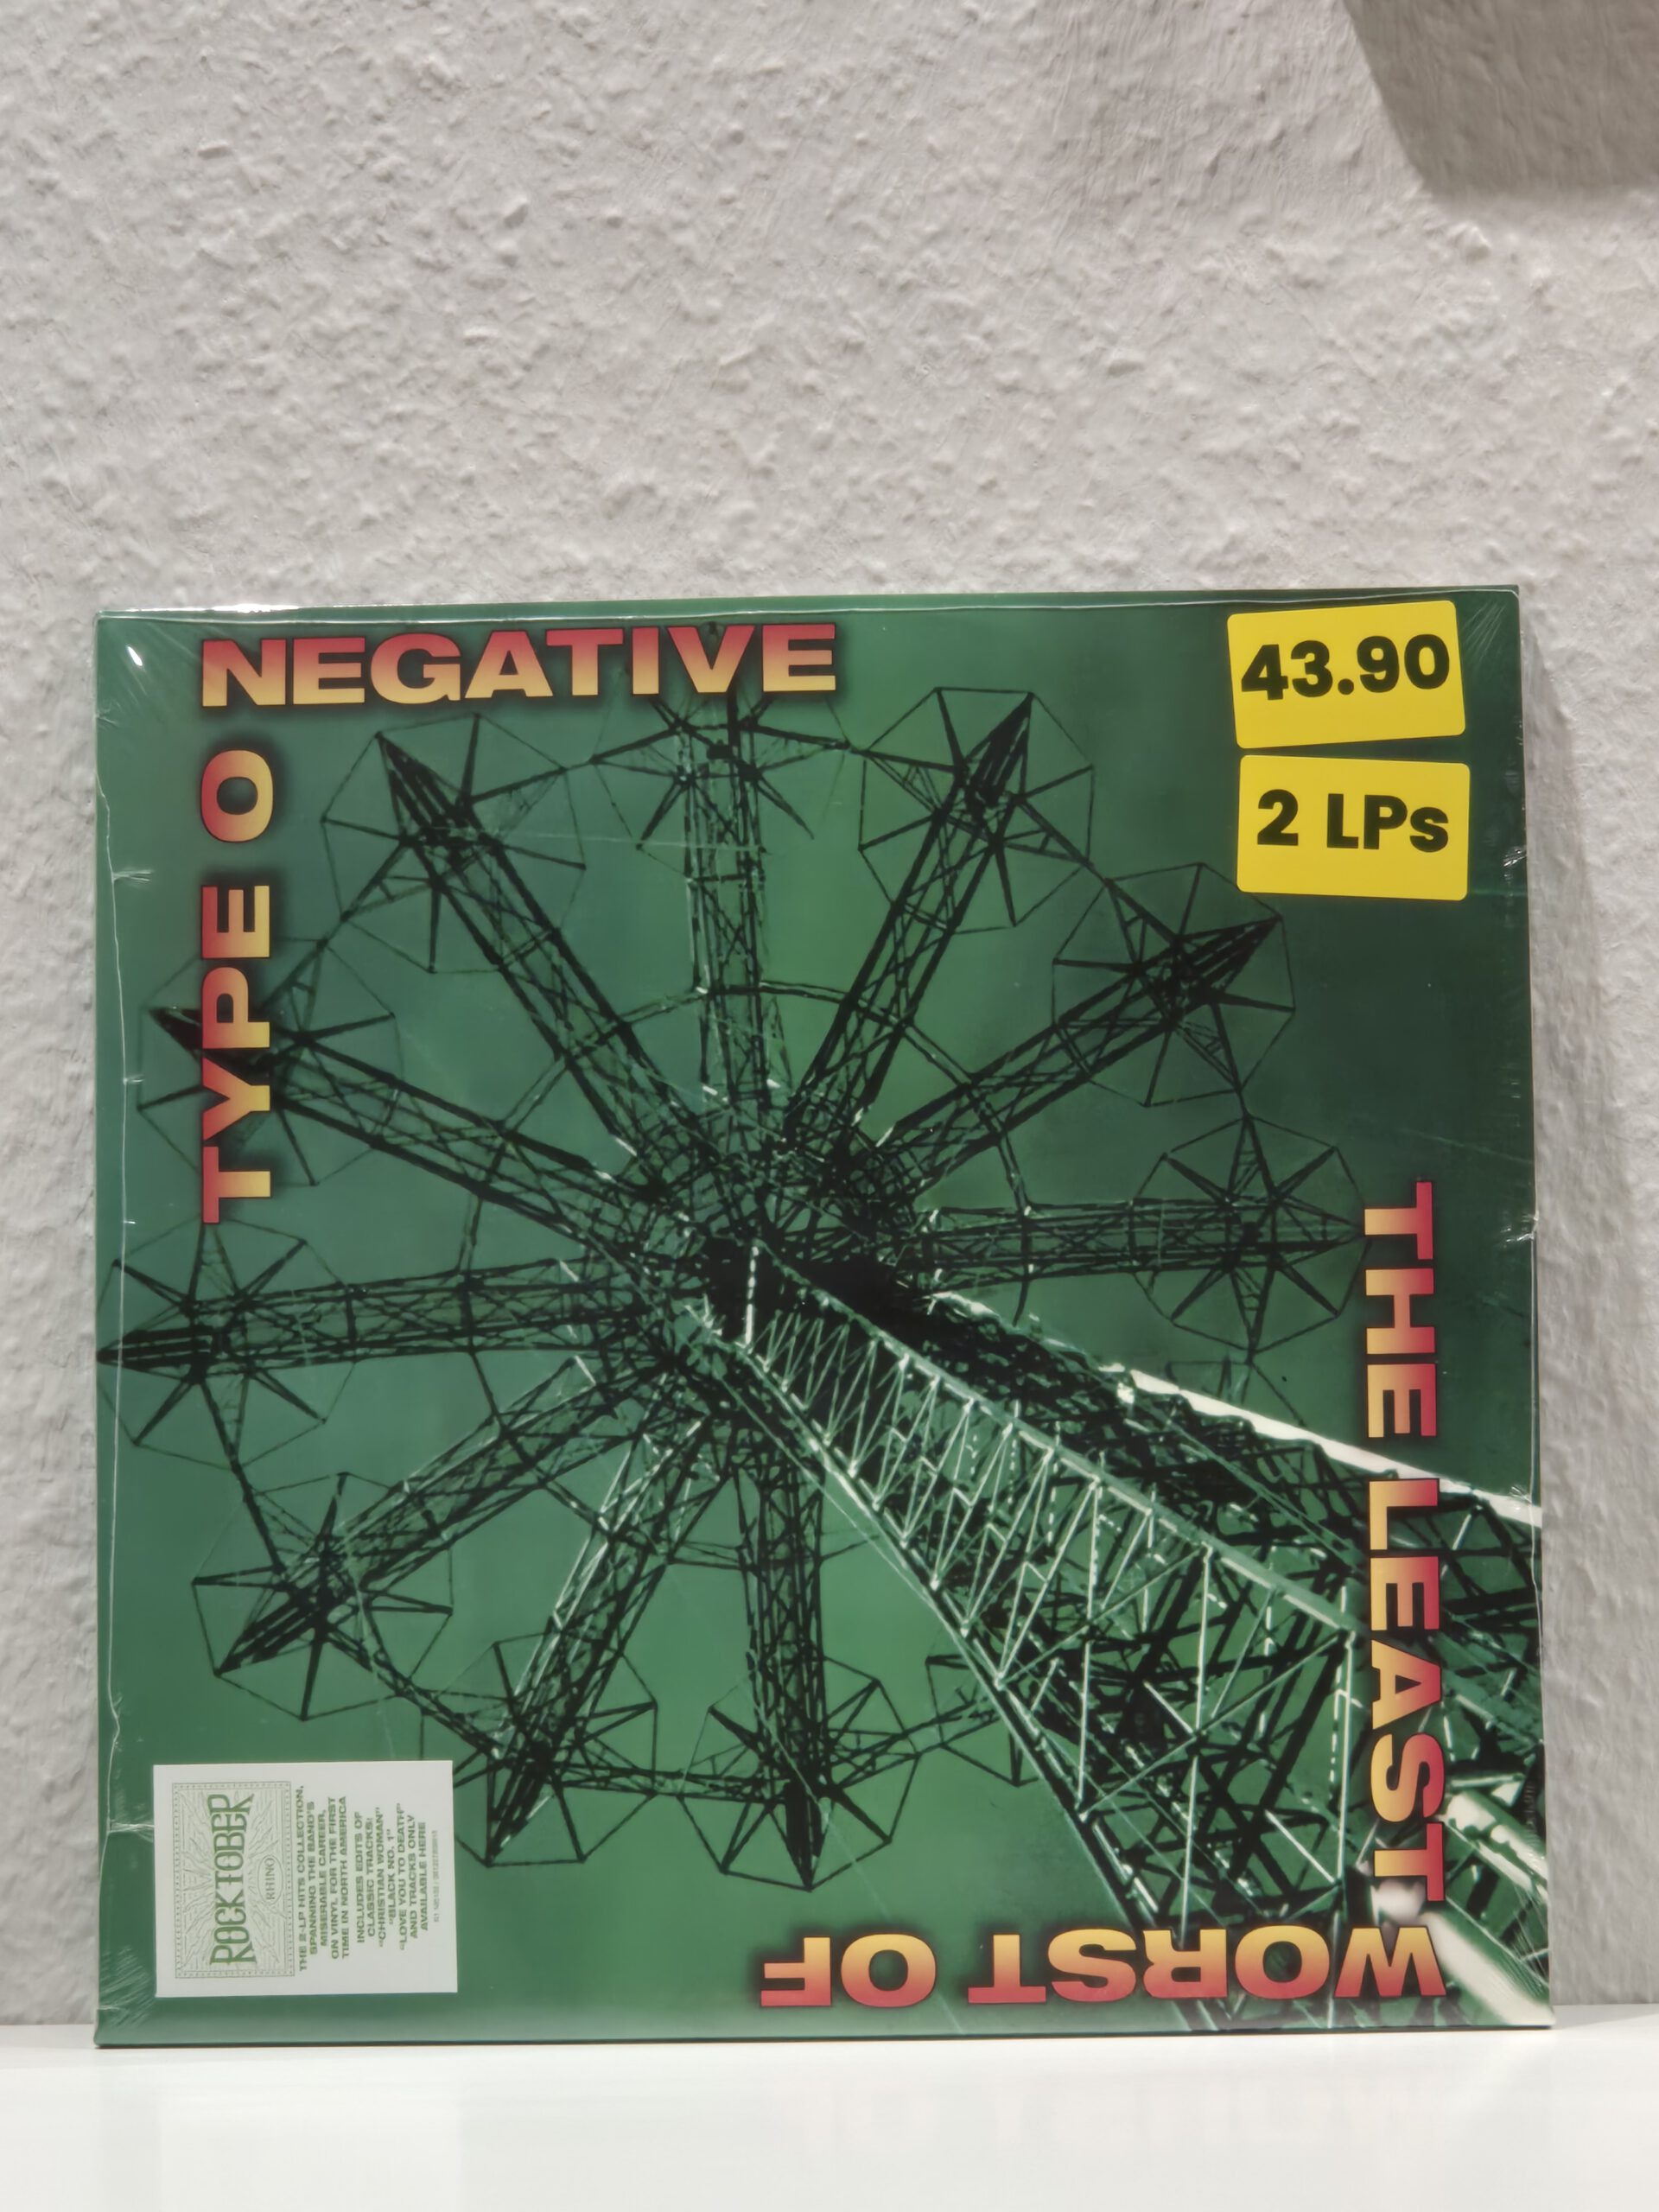 TYPE O
NEGATIVE
43.90
2 LPs
THE LEAST
WORST OF
ROCKTOBER
RHINO
THE 2-LP HITS COLLECTION,
SPANNING THE BAND'S
MISERABLE CAREER,
ON VINYL FOR THE FIRST
TIME IN NORTH AMERICA
INCLUDES EDITS OF
CLASSIC TRACKS:
"CHRISTIAN WOMAN"
"BLACK NO. 1"
"LOVE YOU TO DEATH"
AND TRACKS ONLY
AVAILABLE HERE